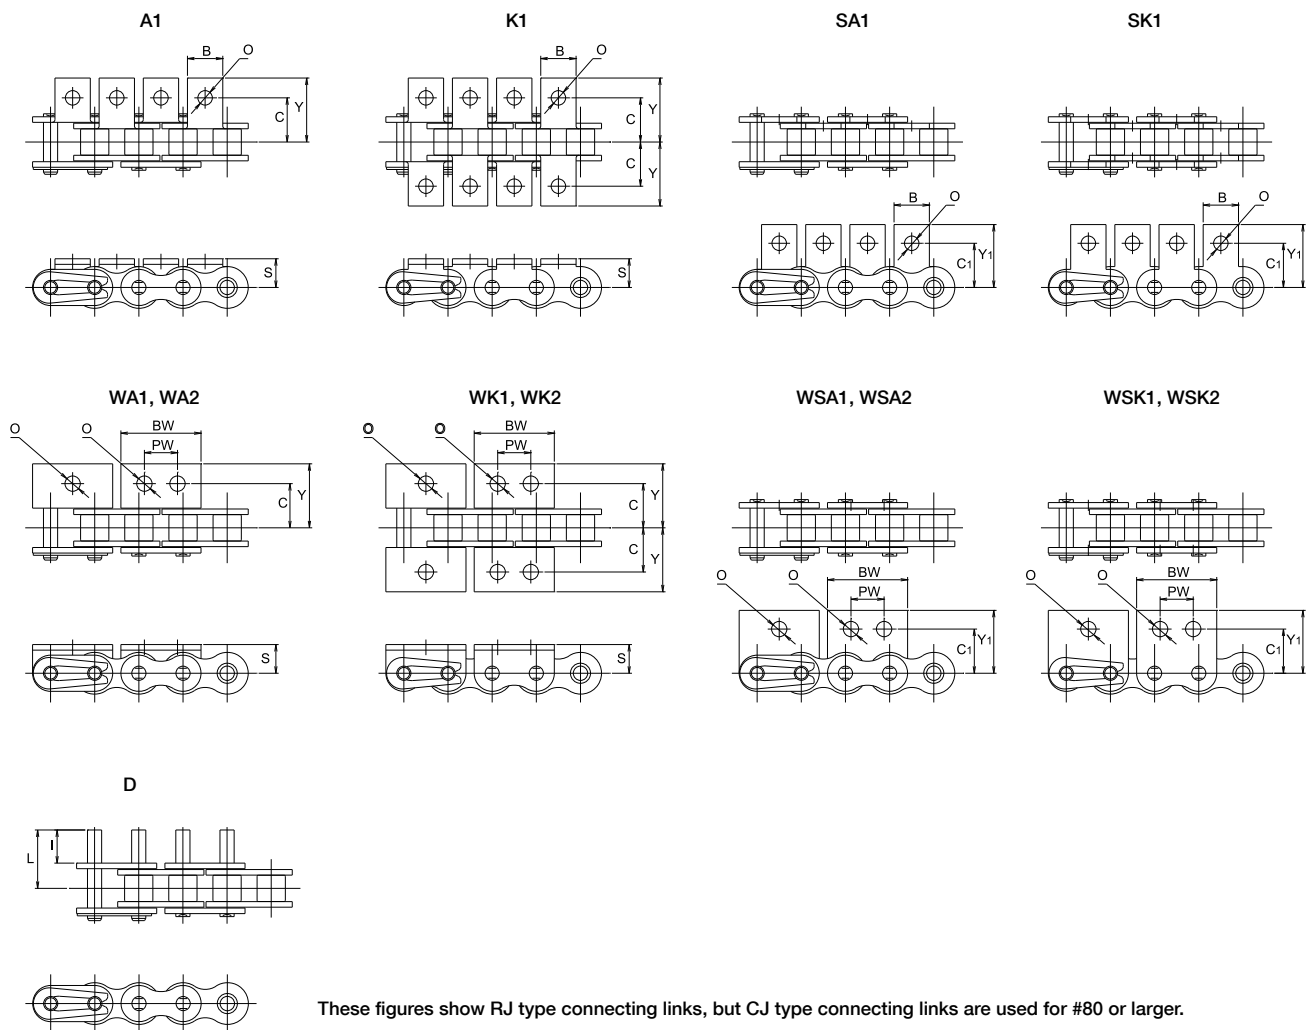 A1
B
O
C
Y
S
K1
B
O
C
Y
C
Y
S
SA1
B
O
C1
Y1
SK1
B
O
C1
Y1
WA1, WA2
O
O
BW
PW
C
Y
S
WK1, WK2
O
O
BW
PW
C
Y
C
Y
S
WSA1, WSA2
O
O
BW
PW
C1
Y1
WSK1, WSK2
O
O
BW
PW
C1
Y1
D
L
I
These figures show RJ type connecting links, but CJ type connecting links are used for #80 or larger.